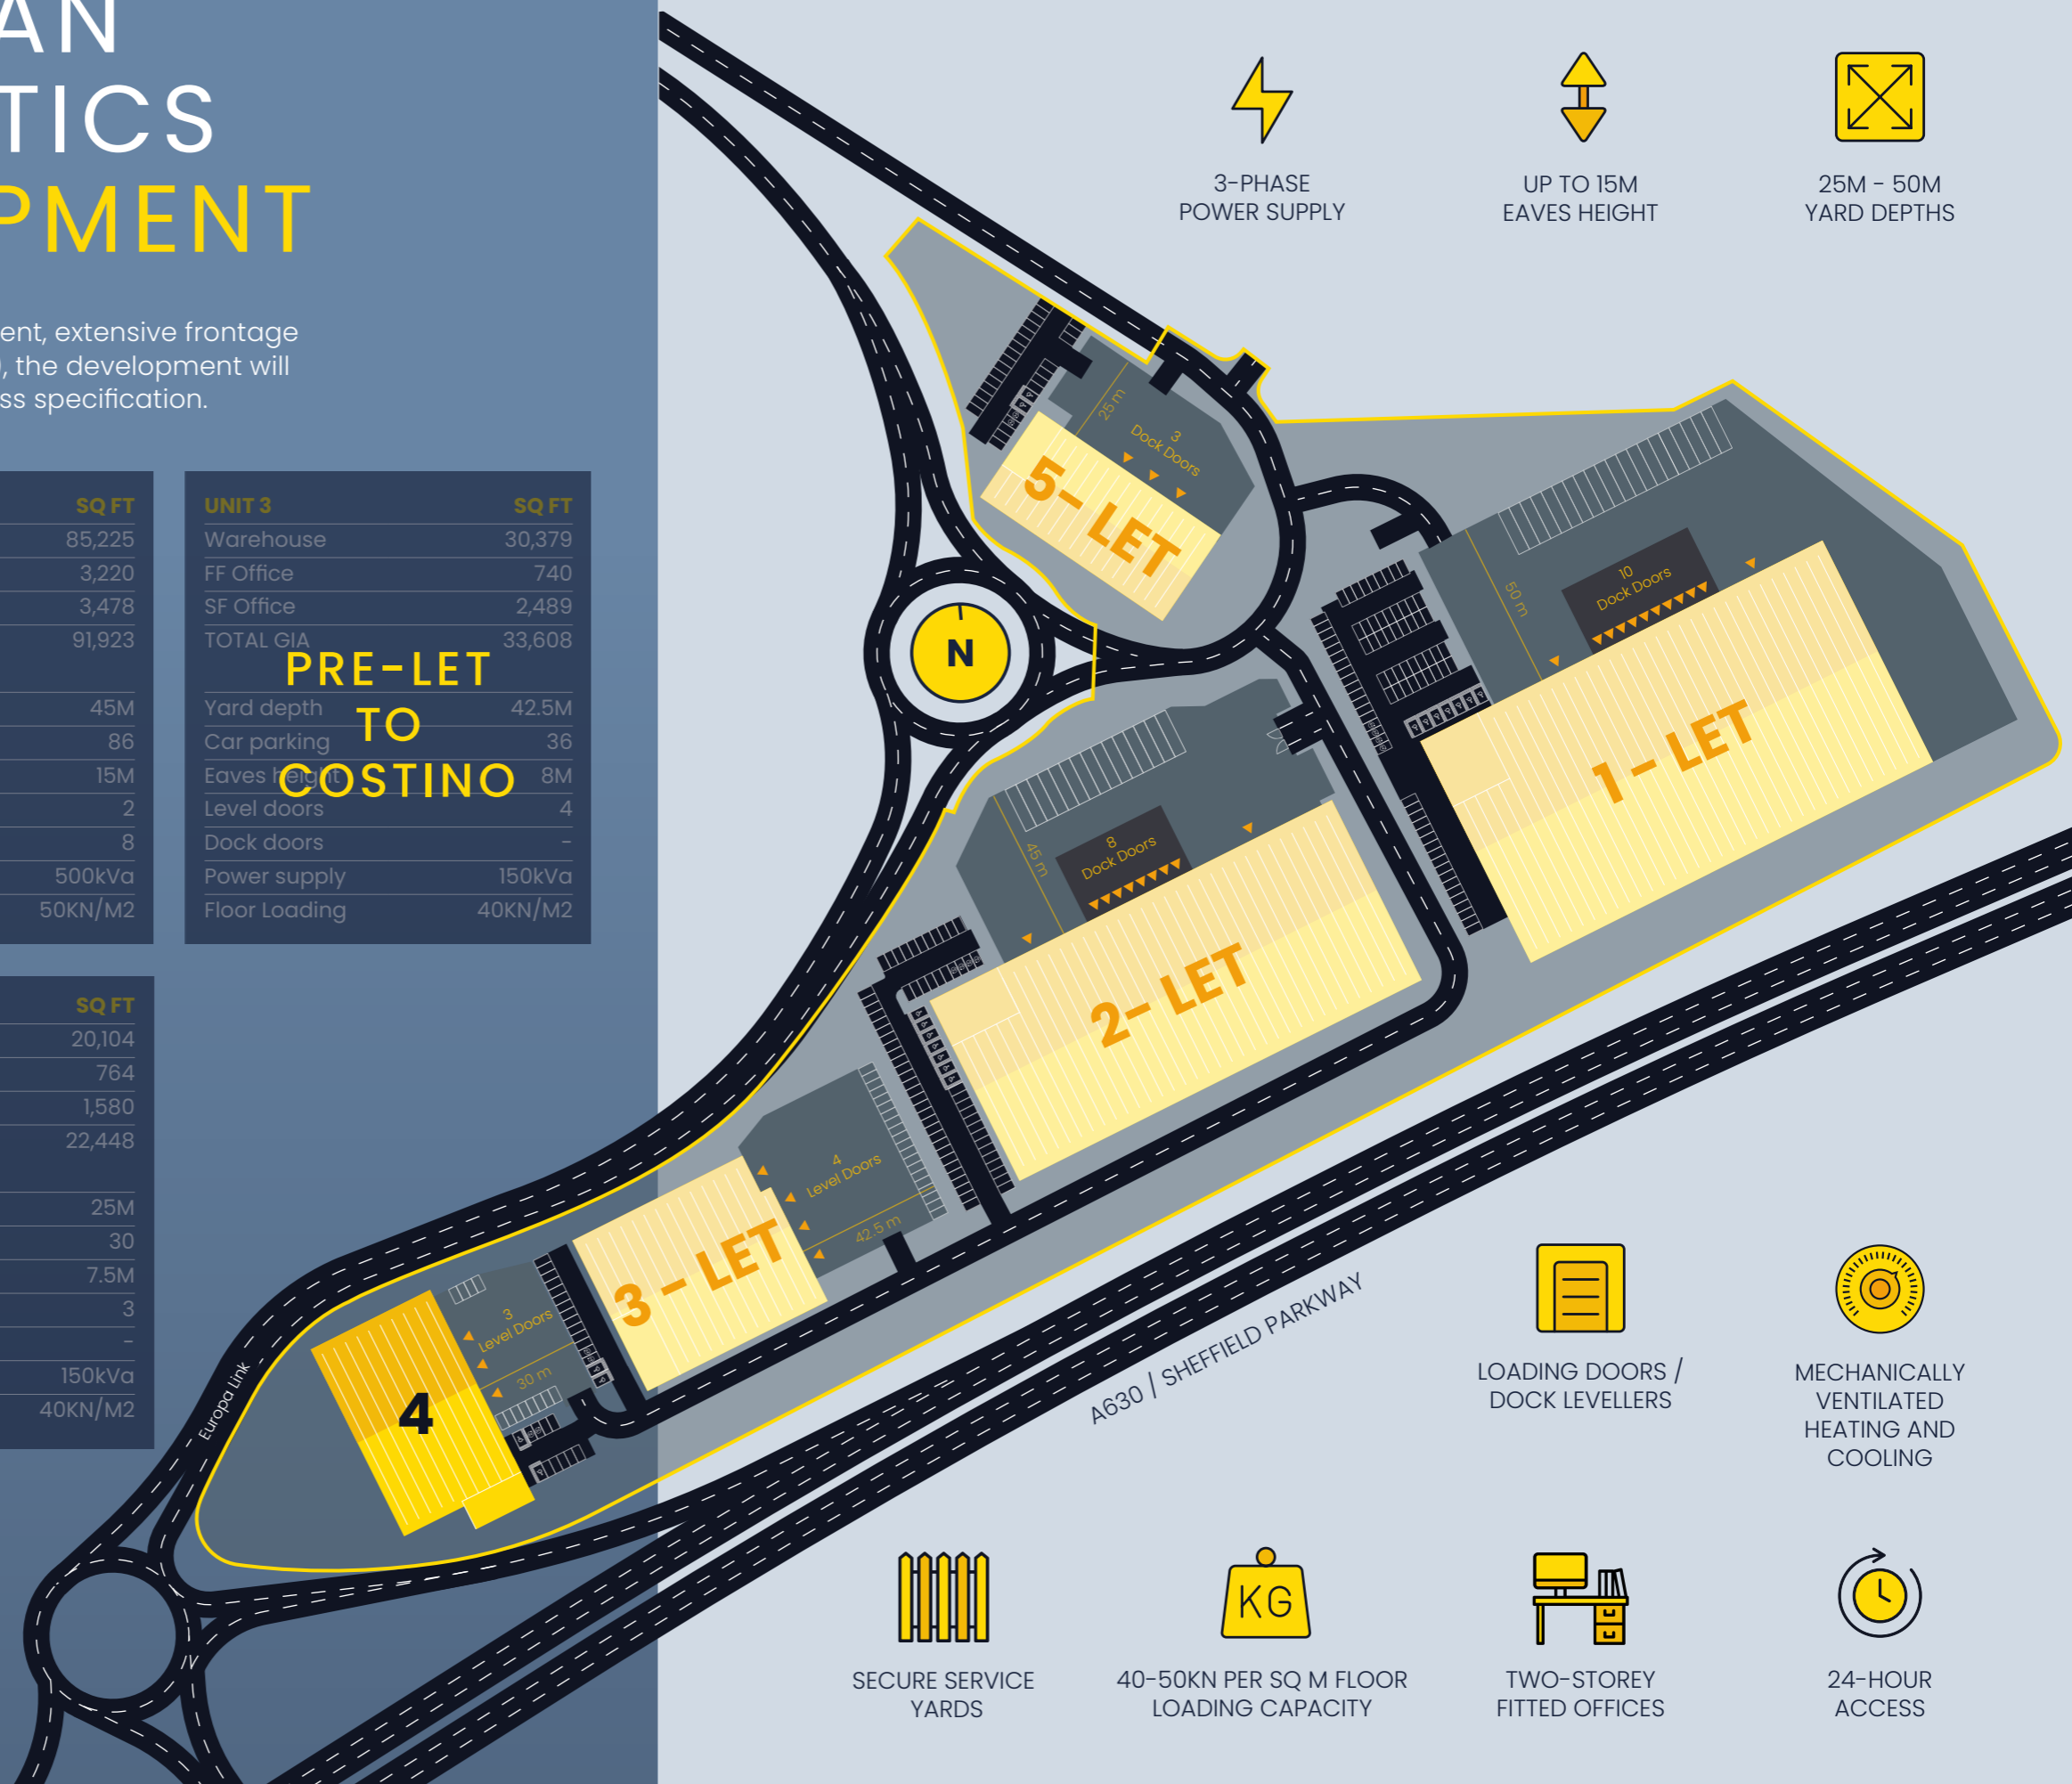 AN
TICS
PMENT
ent, extensive frontage
), the development will
ss specification.
SQ FT
85,225
3,220
3,478
91,923
45M
86
15M
2
8
500kVa
50KN/M2
UNIT 3 SQ FT
Warehouse 30,379
FF Office 740
SF Office 2,489
TOTAL GIA 33,608
Yard depth 42.5M
Car parking 36
Eaves height 8M
Level doors 4
Dock doors -
Power supply 150kVa
Floor Loading 40KN/M2
PRE-LET
TO
COSTINO
SQ FT
20,104
764
1,580
22,448
25M
30
7.5M
3
-
150kVa
40KN/M2
3-PHASE
POWER SUPPLY
UP TO 15M
EAVES HEIGHT
25M - 50M
YARD DEPTHS
25 m
3
Dock Doors
5- LET
N
50 m
10
Dock Doors
1 - LET
45 m
8
Dock Doors
2- LET
4
Level Doors
42.5 m
3 - LET
3
Level Doors
30 m
4
Europa Link
A630 / SHEFFIELD PARKWAY
LOADING DOORS /
DOCK LEVELLERS
MECHANICALLY
VENTILATED
HEATING AND
COOLING
SECURE SERVICE
YARDS
KG
40-50KN PER SQ M FLOOR
LOADING CAPACITY
TWO-STOREY
FITTED OFFICES
24-HOUR
ACCESS